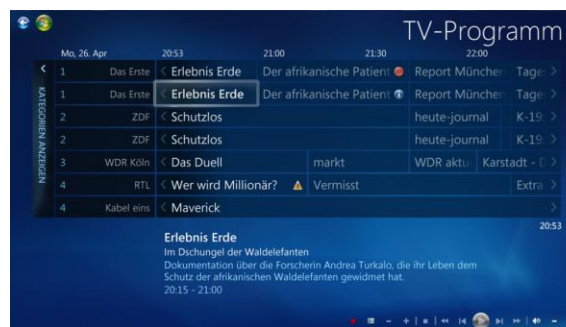 TV-Programm
Mo, 26. Apr 20:53 21:00 21:30 22:00
1 Das Erste Erlebnis Erde Der afrikanische Patient Report München Tages
1 Das Erste Erlebnis Erde Der afrikanische Patient Report München Tages
2 ZDF Schutzlos heute-journal K-19:
2 ZDF Schutzlos heute-journal K-19:
3 WDR Köln Das Duell markt WDR aktu Karstadt - D
4 RTL Wer wird Millionär? Vermisst Extra
4 Kabel eins Maverick
KATEGORIEN ANZEIGEN
20:53
Erlebnis Erde
Im Dschungel der Waldelefanten
Dokumentation über die Forscherin Andrea Turkalo, die ihr Leben dem
Schutz der afrikanischen Waldelefanten gewidmet hat.
20:15 - 21:00